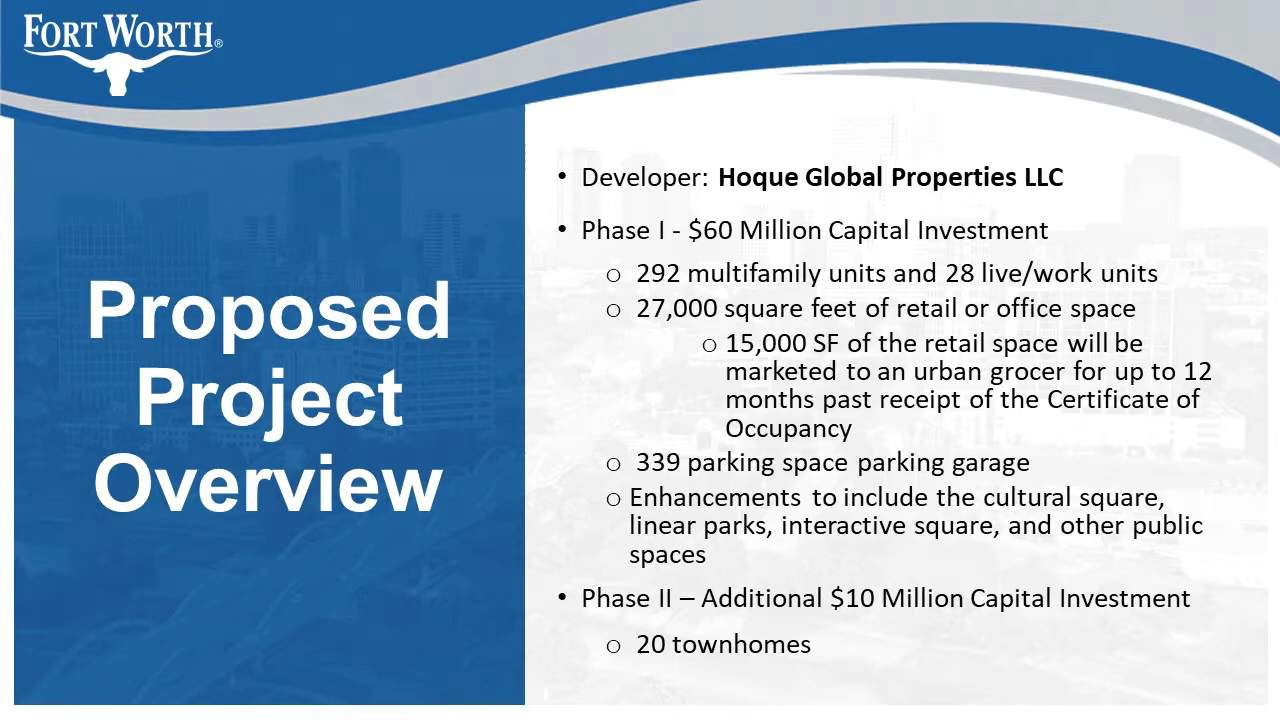 FORT WORTH®
Proposed
Project
Overview
• Developer: Hoque Global Properties LLC
• Phase I - $60 Million Capital Investment
o 292 multifamily units and 28 live/work units
o 27,000 square feet of retail or office space
o 15,000 SF of the retail space will be
marketed to an urban grocer for up to 12
months past receipt of the Certificate of
Occupancy
o 339 parking space parking garage
o Enhancements to include the cultural square,
linear parks, interactive square, and other public
spaces
• Phase II – Additional $10 Million Capital Investment
o 20 townhomes